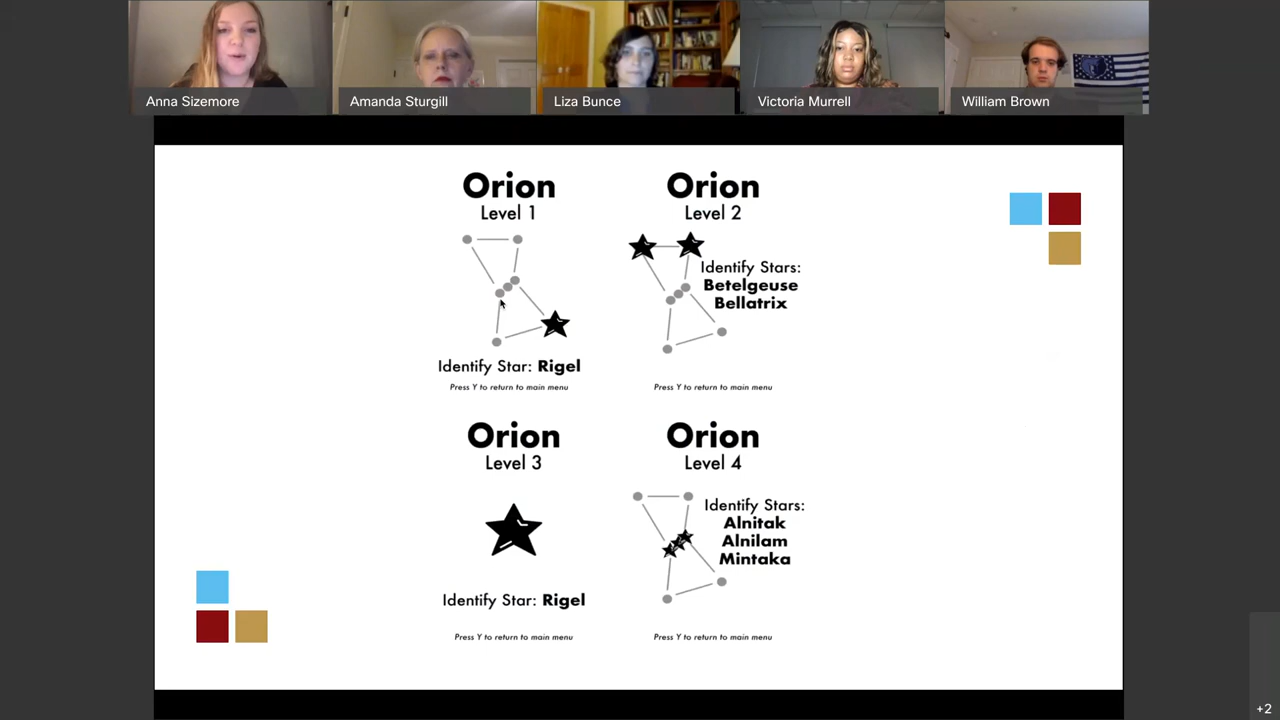 Anna Sizemore
Amanda Sturgill
Liza Bunce
Victoria Murrell
William Brown
Orion
Level 1
Identify Star: Rigel
Press Y to return to main menu
Orion
Level 2
Identify Stars:
Betelgeuse
Bellatrix
Press Y to return to main menu
Orion
Level 3
Identify Star: Rigel
Press Y to return to main menu
Orion
Level 4
Identify Stars:
Alnitak
Alnilam
Mintaka
Press Y to return to main menu
+2